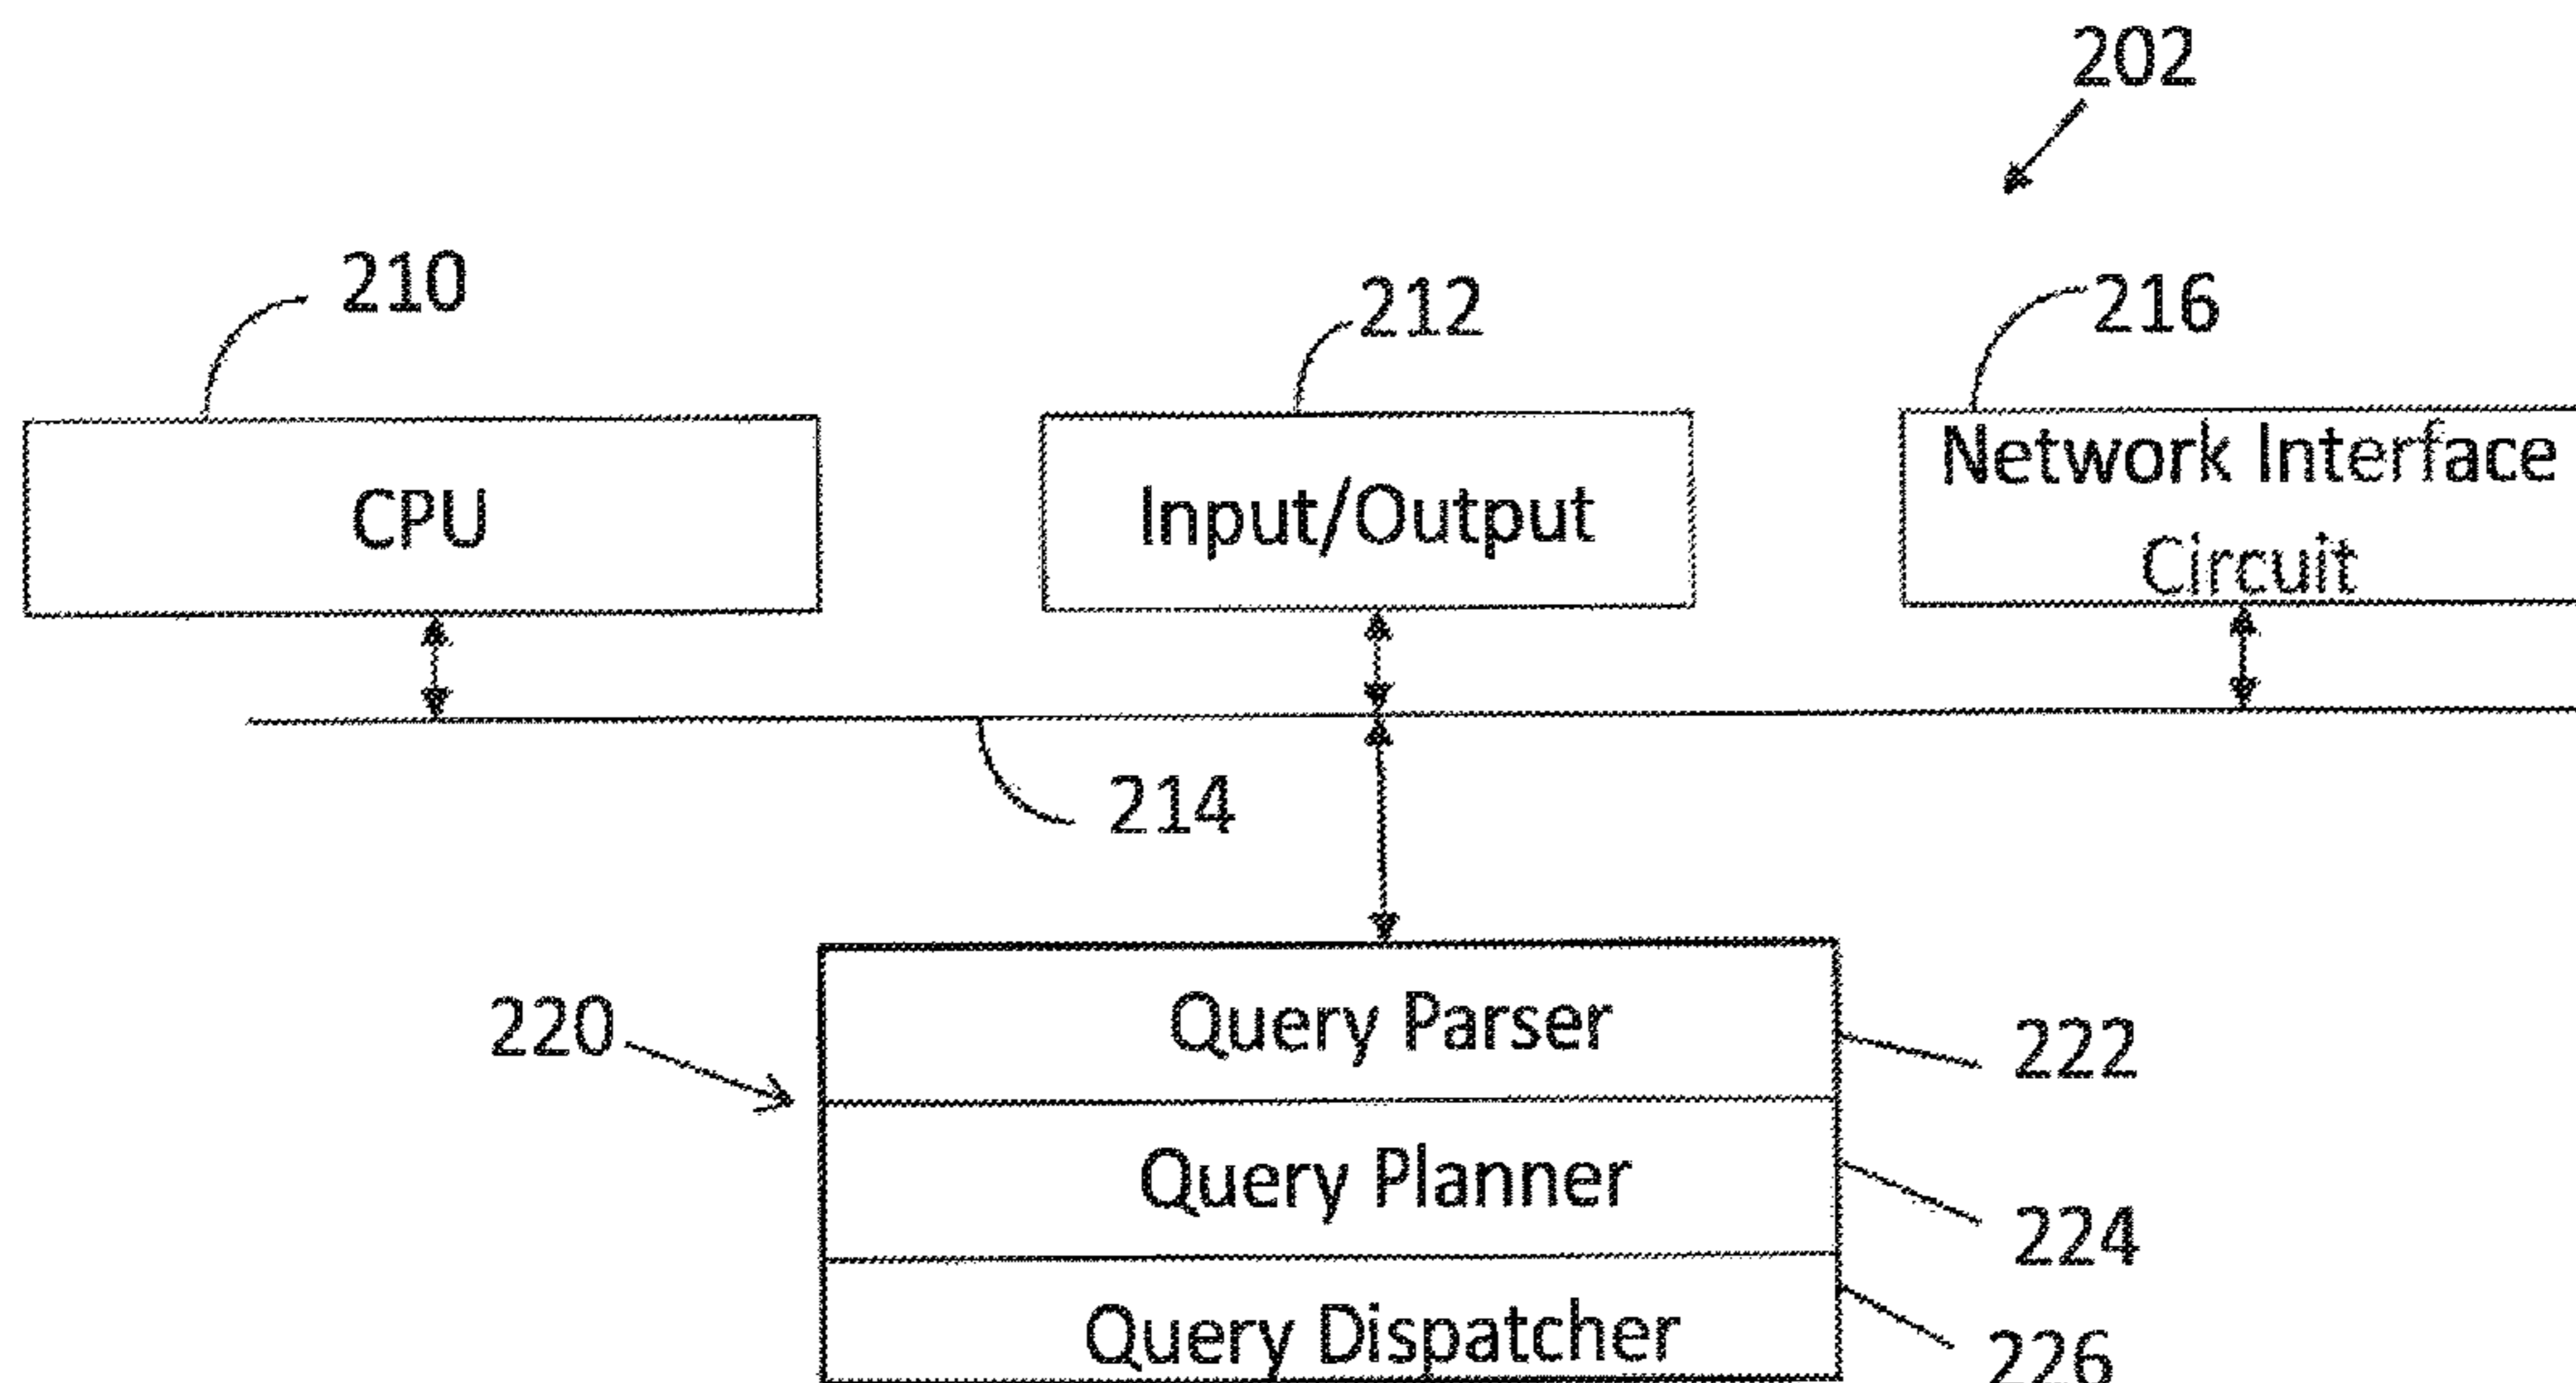 202
210
212
216
CPU
Input/Output
Network Interface
Circuit
214
220
Query Parser
222
Query Planner
224
Query Dispatcher
226